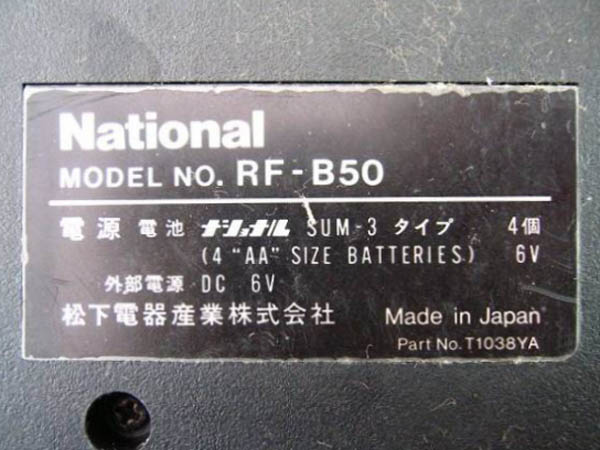 National
MODEL NO. RF-B50
電源 電池 ナショナル SUM-3 タイプ 4個
(4 “AA” SIZE BATTERIES) 6V
外部電源 DC 6V
松下電器産業株式会社 Made in Japan
Part No. T1038YA